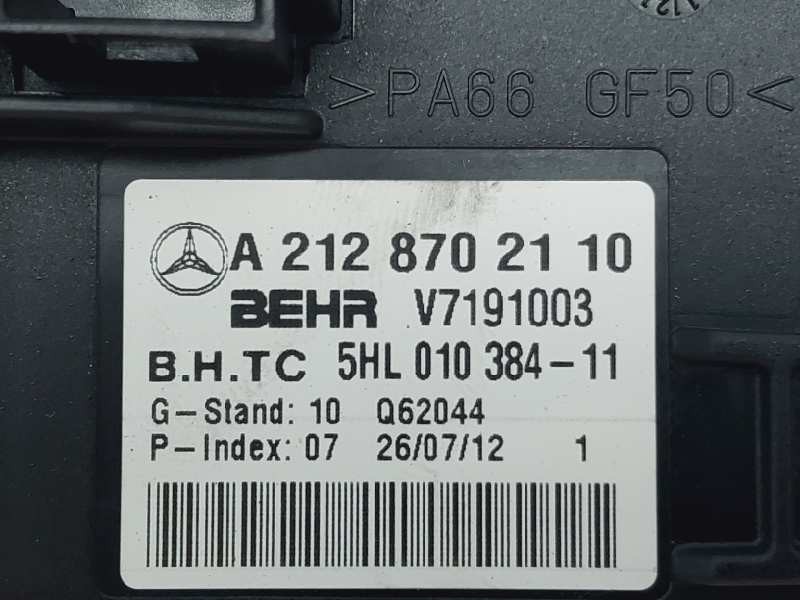 >PA66 GF50<
A 212 870 21 10
BEHR V7191003
B.H.TC 5HL 010 384-11
G-Stand: 10 Q62044
P-Index: 07 26/07/12 1